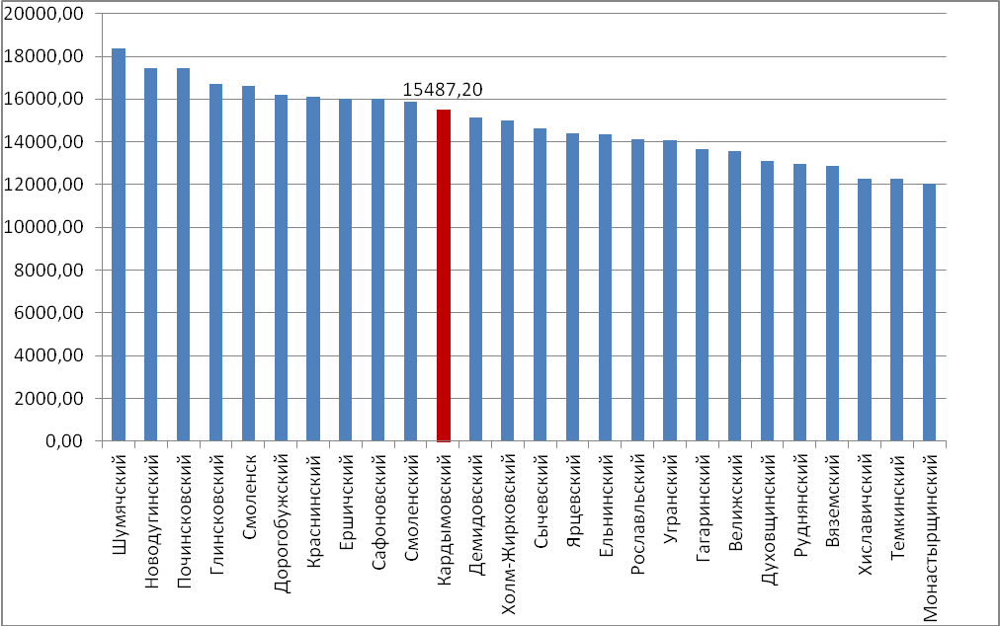 20000,00
18000,00
16000,00
14000,00
12000,00
10000,00
8000,00
6000,00
4000,00
2000,00
0,00
15487,20
Шумячский
Новодугинский
Починсковский
Глинсковский
Смоленск
Дорогобужский
Краснинский
Ершичский
Сафоновский
Смоленский
Кардымовский
Демидовский
Холм-Жирковский
Сычевский
Ярцевский
Ельнинский
Рославльский
Угранский
Гагаринский
Велижский
Духовщинский
Руднянский
Вяземский
Хиславичский
Темкинский
Монастырщинский